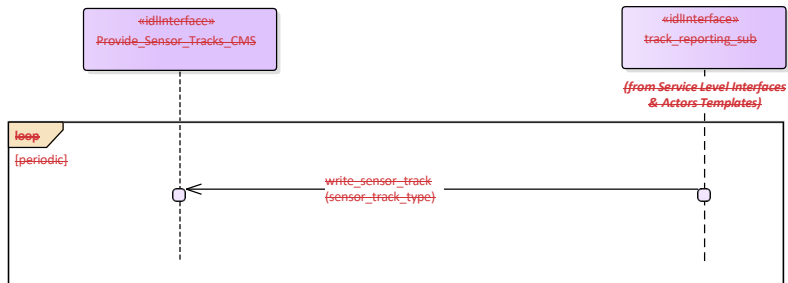 «idlInterface»
Provide_Sensor_Tracks_CMS
«idlInterface»
track_reporting_sub
(from Service Level Interfaces
& Actors Templates)
loop
[periodic]
write_sensor_track
(sensor_track_type)